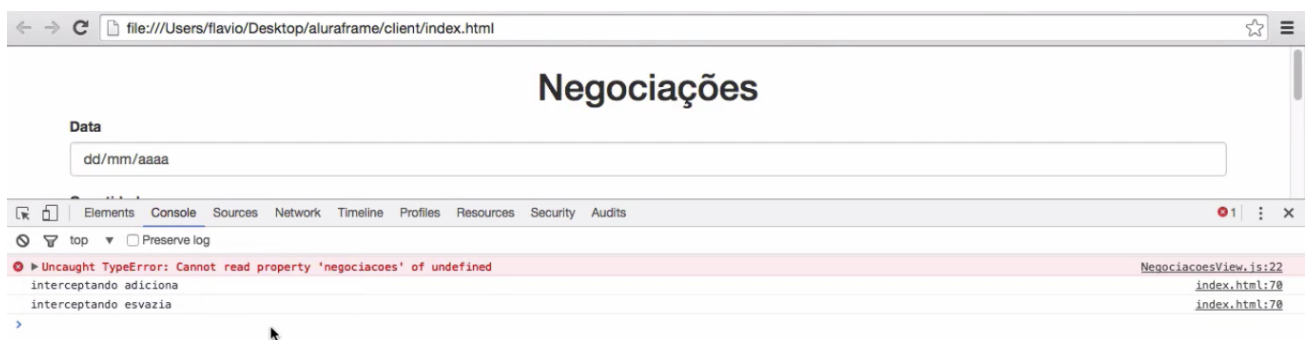 file:///Users/flavio/Desktop/aluraframe/client/index.html
Negociações
Data
dd/mm/aaaa
Elements Console Sources Network Timeline Profiles Resources Security Audits 1
top Preserve log
Uncaught TypeError: Cannot read property 'negociacoes' of undefined NegociacoesView.js:22
interceptando adiciona index.html:70
interceptando esvazia index.html:70
>